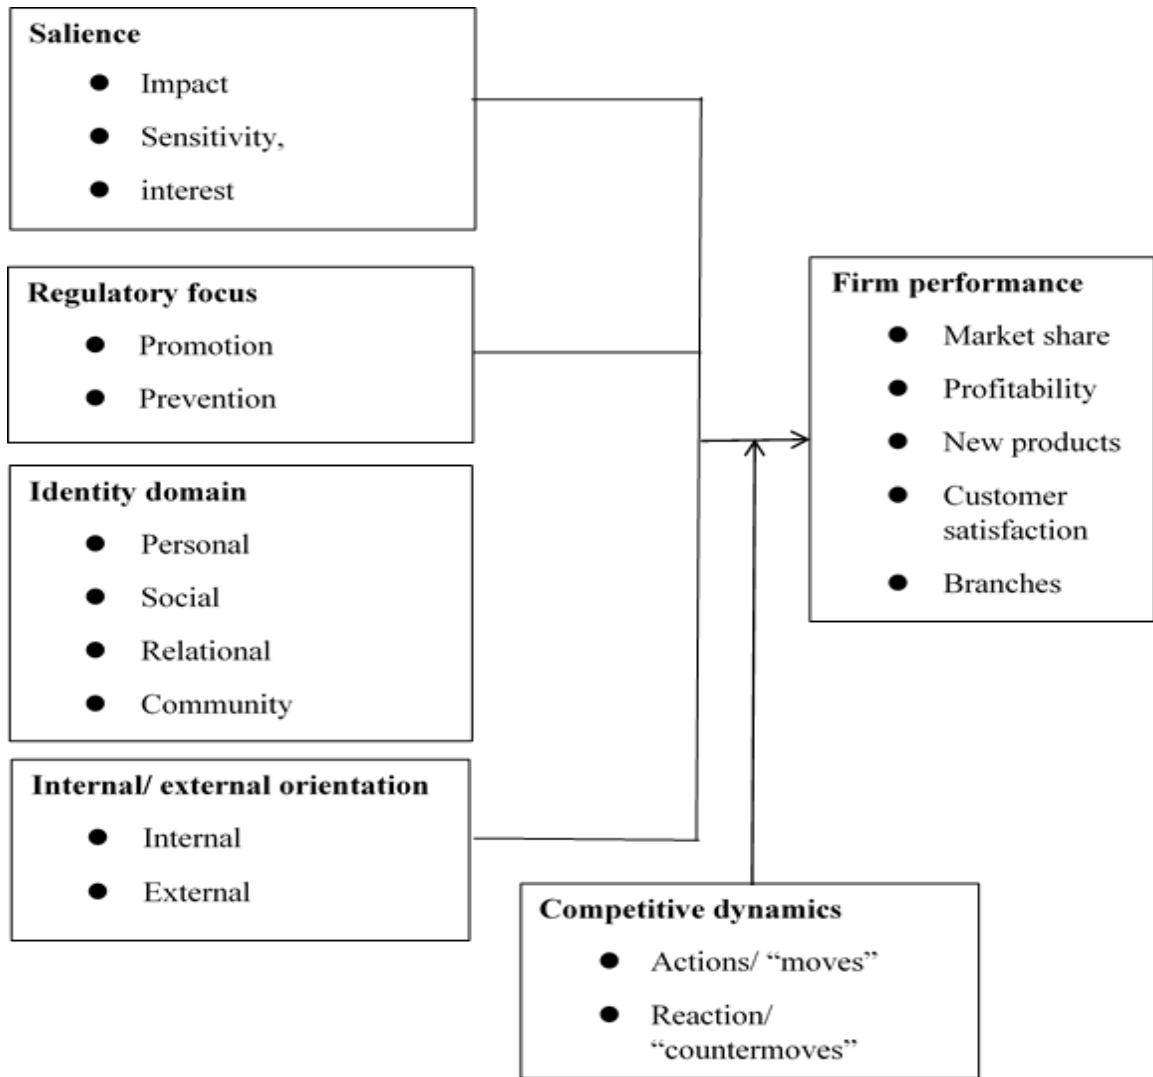 Salience
● Impact
● Sensitivity,
● interest
Regulatory focus
● Promotion
● Prevention
Identity domain
● Personal
● Social
● Relational
● Community
Internal/ external orientation
● Internal
● External
Firm performance
● Market share
● Profitability
● New products
● Customer
satisfaction
● Branches
Competitive dynamics
● Actions/ “moves”
● Reaction/
“countermoves”